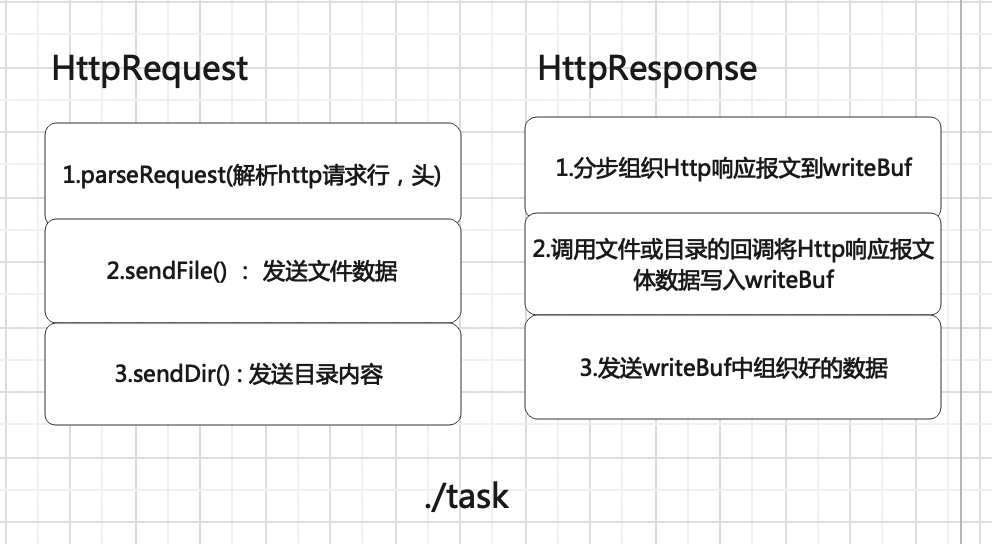 HttpRequest
1.parseRequest(解析http请求行，头)
2.sendFile() ： 发送文件数据
3.sendDir() : 发送目录内容
HttpResponse
1.分步组织Http响应报文到writeBuf
2.调用文件或目录的回调将Http响应报文
体数据写入writeBuf
3.发送writeBuf中组织好的数据
./task